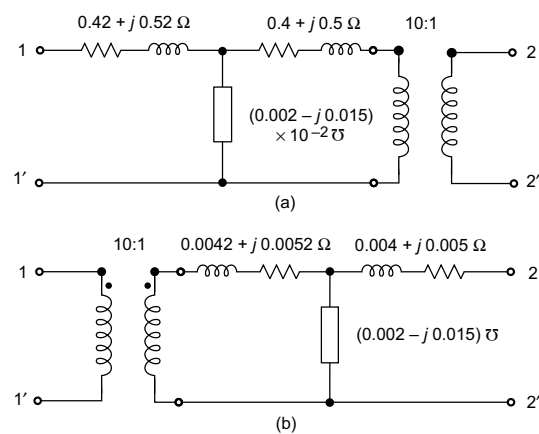 0.42 + j 0.52 Ω 0.4 + j 0.5 Ω 10:1
1 2
(0.002 – j 0.015)
× 10⁻² ℧
1′ 2′
(a)
10:1 0.0042 + j 0.0052 Ω 0.004 + j 0.005 Ω
1 2
(0.002 – j 0.015) ℧
1′ 2′
(b)